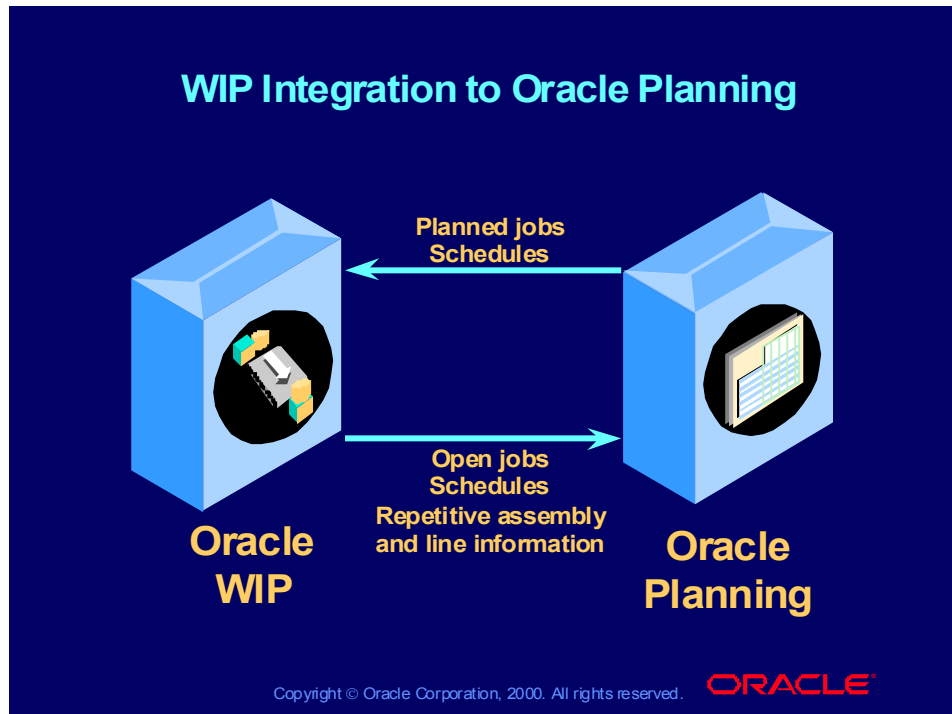 WIP Integration to Oracle Planning
Planned jobs
Schedules
Open jobs
Schedules
Repetitive assembly
and line information
Oracle
WIP
Oracle
Planning
Copyright © Oracle Corporation, 2000. All rights reserved.
ORACLE®